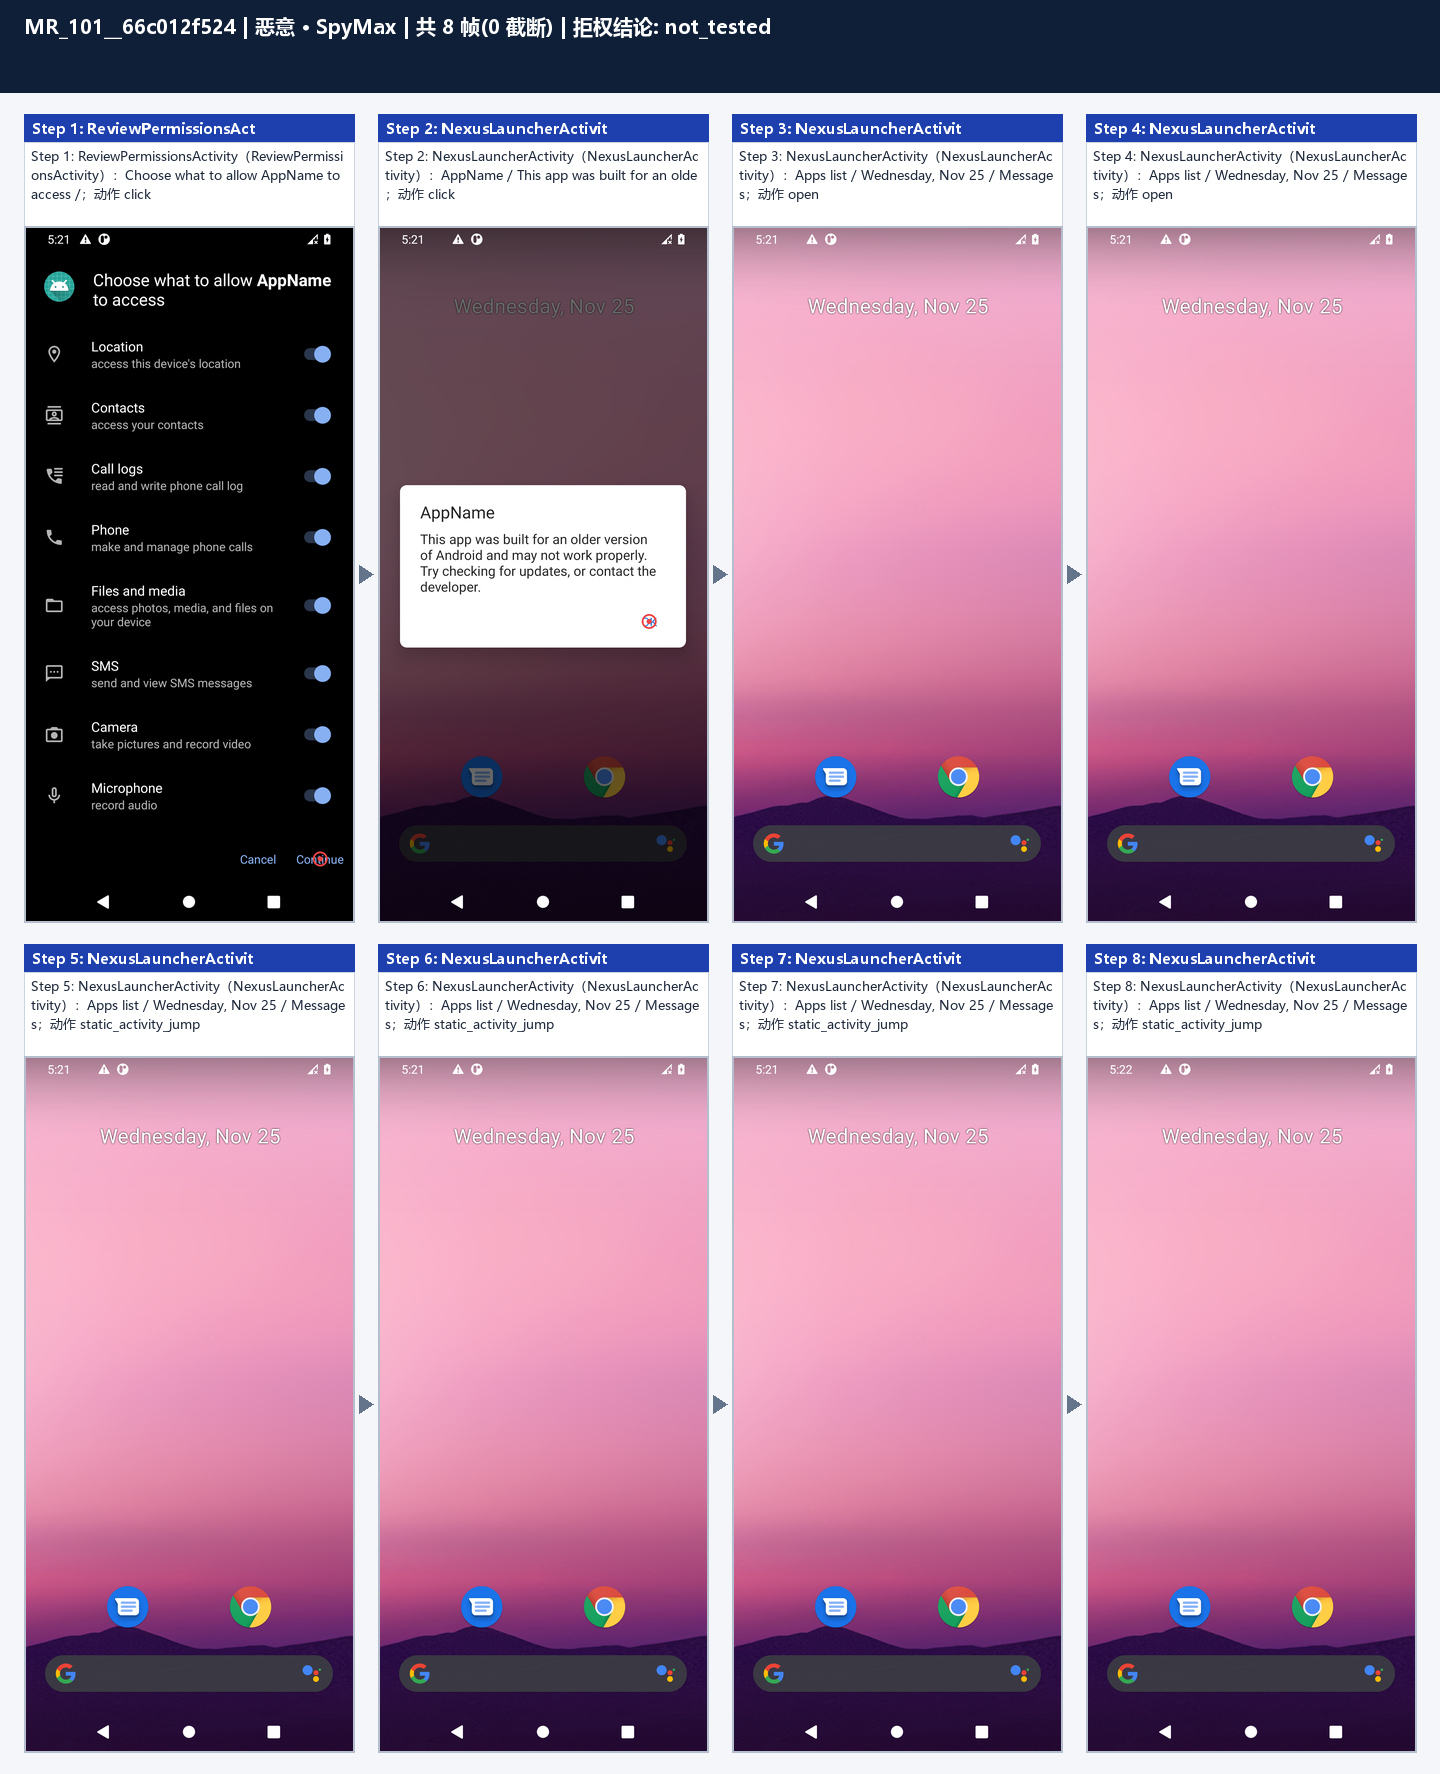 MR_101__66c012f524 | 恶意 • SpyMax | 共 8 帧(0 截断) | 拒权结论: not_tested
Step 1: ReviewPermissionsAct
Step 1: ReviewPermissionsActivity（ReviewPermissi
onsActivity）：Choose what to allow AppName to
access /；动作 click
5:21
Choose what to allow AppName
to access
Location
access this device's location
Contacts
access your contacts
Call logs
read and write phone call log
Phone
make and manage phone calls
Files and media
access photos, media, and files on
your device
SMS
send and view SMS messages
Camera
take pictures and record video
Microphone
record audio
Cancel
Continue
Step 2: NexusLauncherActivit
Step 2: NexusLauncherActivity（NexusLauncherAc
tivity）：AppName / This app was built for an olde
；动作 click
5:21
Wednesday, Nov 25
AppName
This app was built for an older version
of Android and may not work properly.
Try checking for updates, or contact the
developer.
Step 3: NexusLauncherActivit
Step 3: NexusLauncherActivity（NexusLauncherAc
tivity）：Apps list / Wednesday, Nov 25 / Message
s；动作 open
5:21
Wednesday, Nov 25
Step 4: NexusLauncherActivit
Step 4: NexusLauncherActivity（NexusLauncherAc
tivity）：Apps list / Wednesday, Nov 25 / Message
s；动作 open
5:21
Wednesday, Nov 25
Step 5: NexusLauncherActivit
Step 5: NexusLauncherActivity（NexusLauncherAc
tivity）：Apps list / Wednesday, Nov 25 / Message
s；动作 static_activity_jump
5:21
Wednesday, Nov 25
Step 6: NexusLauncherActivit
Step 6: NexusLauncherActivity（NexusLauncherAc
tivity）：Apps list / Wednesday, Nov 25 / Message
s；动作 static_activity_jump
5:21
Wednesday, Nov 25
Step 7: NexusLauncherActivit
Step 7: NexusLauncherActivity（NexusLauncherAc
tivity）：Apps list / Wednesday, Nov 25 / Message
s；动作 static_activity_jump
5:21
Wednesday, Nov 25
Step 8: NexusLauncherActivit
Step 8: NexusLauncherActivity（NexusLauncherAc
tivity）：Apps list / Wednesday, Nov 25 / Message
s；动作 static_activity_jump
5:22
Wednesday, Nov 25